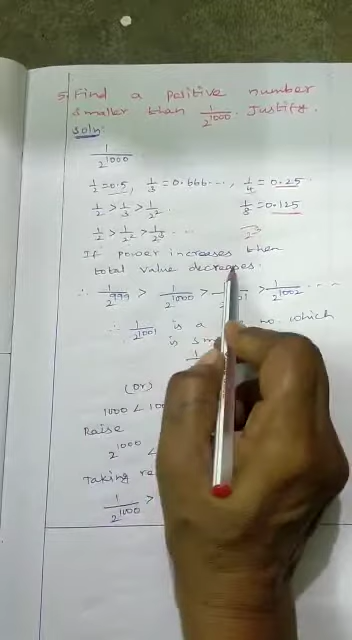 5. Find a positive number
smaller than 1/2^1000. Justify.
soln:
1/2^1000
1/2 = 0.5, 1/3 = 0.666..., 1/4 = 0.25
1/2 > 1/3 > 1/2^2    1/8 = 0.125
1/2 > 1/2^2 > 1/2^3 ...
If power increases then
total value decreases.
∴ 1/2^999 > 1/2^1000 > > 1/2^1002 ...
∴ 1/2^1001 is a no which
is
(Or)
1000 <
Raise
2^1000 <
Taking
1/2^1000 >